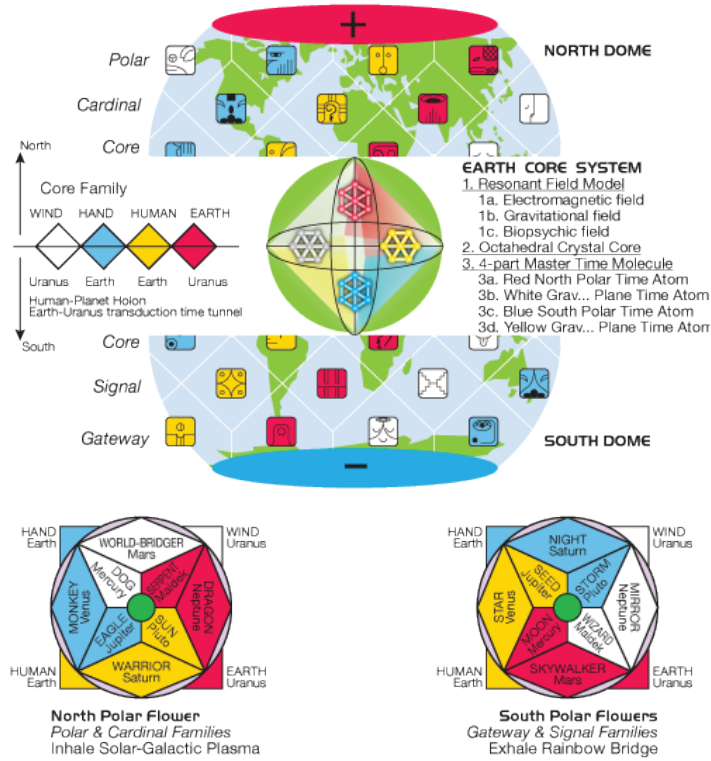 +
NORTH DOME
Polar
Cardinal
Core
North
Core Family
WIND HAND HUMAN EARTH
Uranus Earth Earth Uranus
Human-Planet Holon
Earth-Uranus transduction time tunnel
South
EARTH CORE SYSTEM
1. Resonant Field Model
1a. Electromagnetic field
1b. Gravitational field
1c. Biopsychic field
2. Octahedral Crystal Core
3. 4-part Master Time Molecule
3a. Red North Polar Time Atom
3b. White Grav... Plane Time Atom
3c. Blue South Polar Time Atom
3d. Yellow Grav... Plane Time Atom
Core
Signal
Gateway
SOUTH DOME
−
HAND
Earth
WIND
Uranus
WORLD-BRIDGER
Mars
DOG
Mercury
SERPENT
Maldek
MONKEY
Venus
DRAGON
Neptune
EAGLE
Jupiter
SUN
Pluto
WARRIOR
Saturn
HUMAN
Earth
EARTH
Uranus
North Polar Flower
Polar & Cardinal Families
Inhale Solar-Galactic Plasma
HAND
Earth
WIND
Uranus
NIGHT
Saturn
SEED
Jupiter
STORM
Pluto
STAR
Venus
MIRROR
Neptune
MOON
Mercury
WIZARD
Maldek
SKYWALKER
Mars
HUMAN
Earth
EARTH
Uranus
South Polar Flowers
Gateway & Signal Families
Exhale Rainbow Bridge